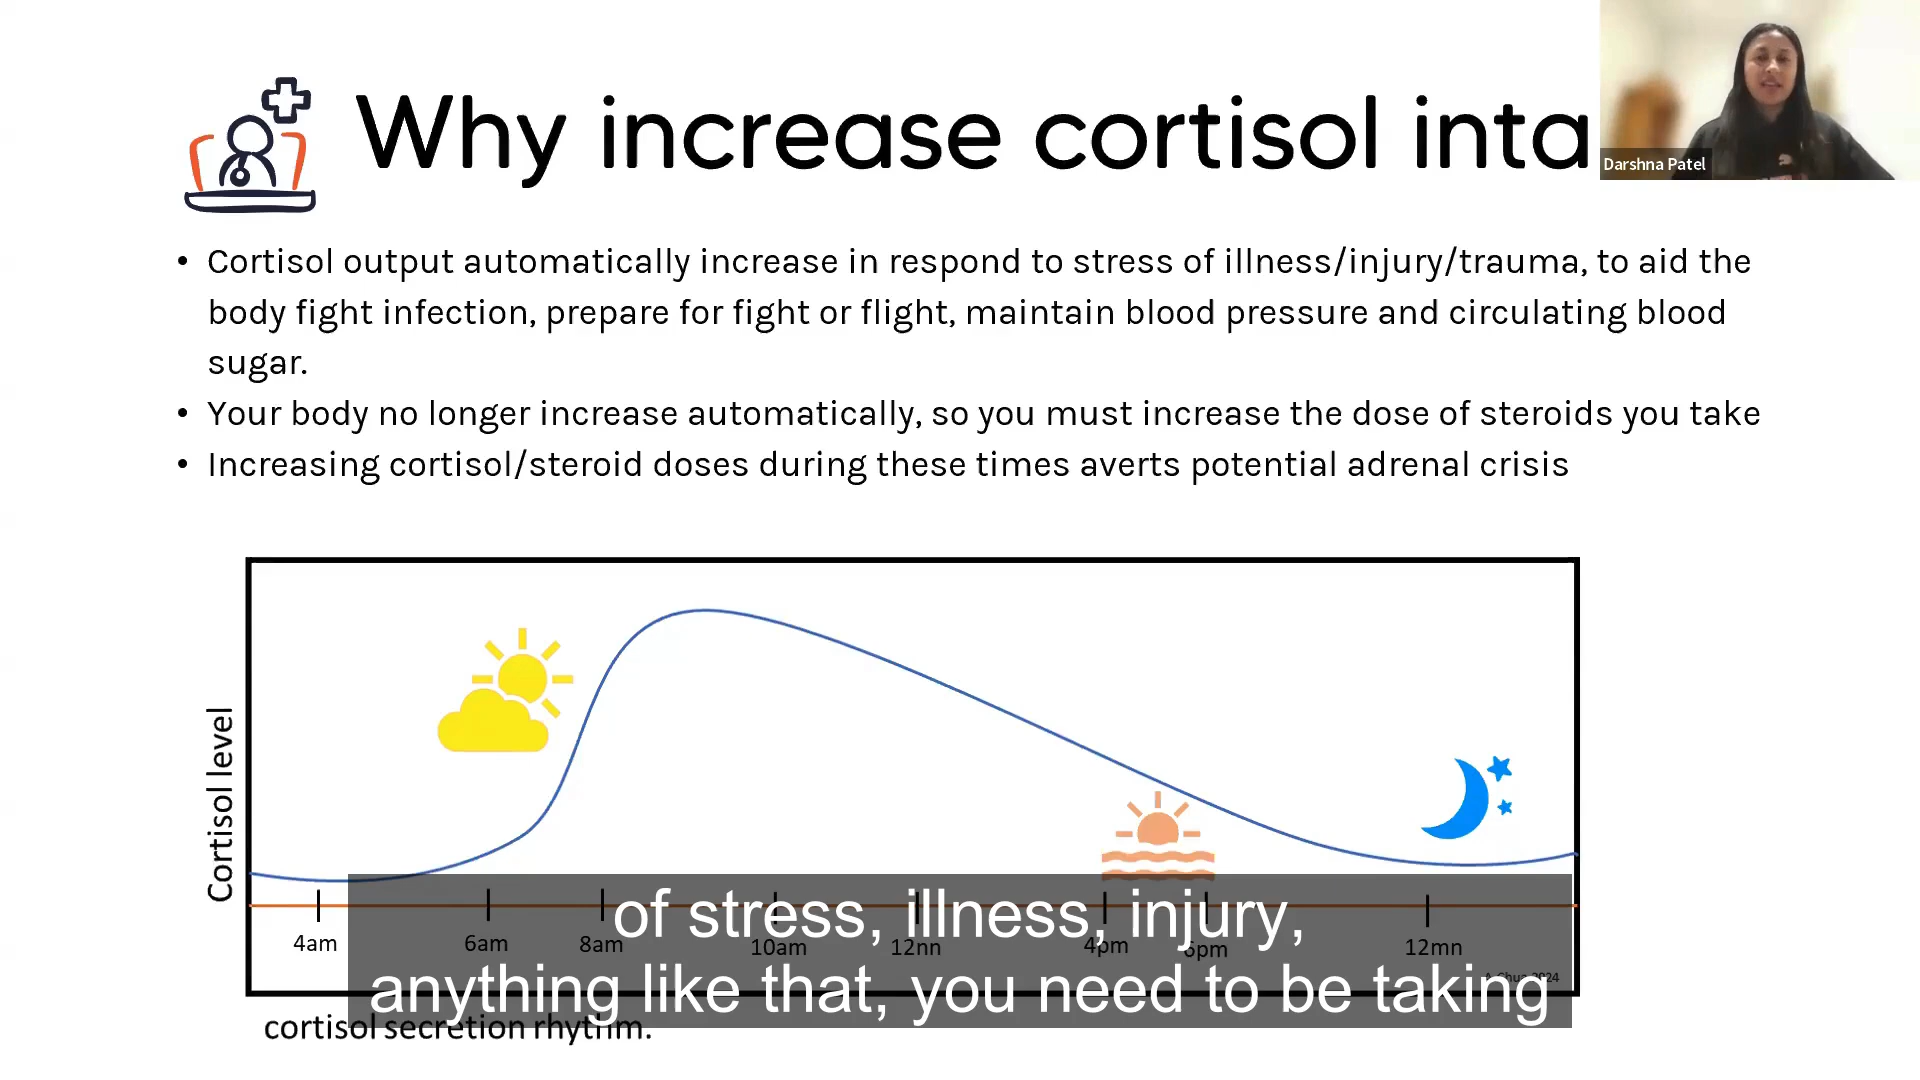 Why increase cortisol inta
Darshna Patel
• Cortisol output automatically increase in respond to stress of illness/injury/trauma, to aid the
body fight infection, prepare for fight or flight, maintain blood pressure and circulating blood
sugar.
• Your body no longer increase automatically, so you must increase the dose of steroids you take
• Increasing cortisol/steroid doses during these times averts potential adrenal crisis
Cortisol level
4am 6am 8am 10am 12nn 4pm 6pm 12mn
A Chua 2024
cortisol secretion rhythm.
of stress, illness, injury,
anything like that, you need to be taking